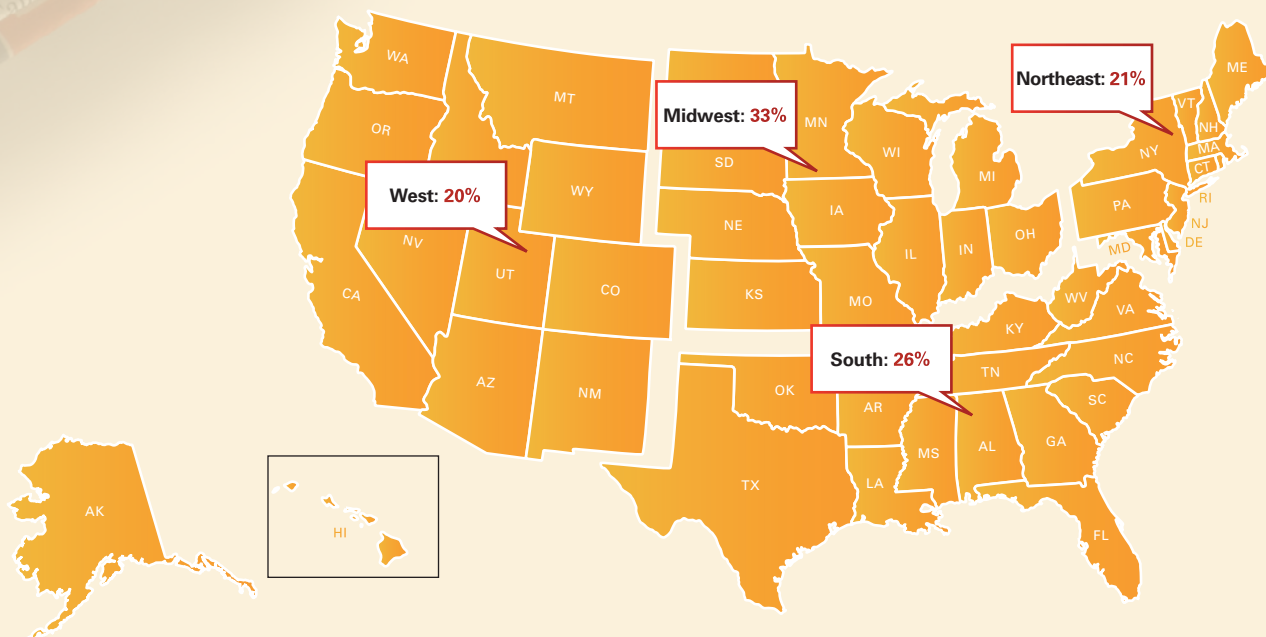 WA
MT
ME
Northeast: 21%
VT
NH
OR
Midwest: 33%
MN
WI
NY
MA
SD
MI
CT
WY
West: 20%
RI
IA
PA
NE
NJ
NV
OH
DE
IL
IN
MD
UT
CO
KS
MO
WV
VA
CA
KY
South: 26%
TN
NC
AZ
NM
OK
AR
SC
MS
AL
GA
TX
LA
AK
HI
FL